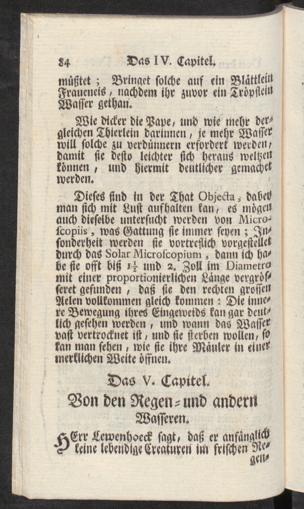 84 Das IV. Capitel.
müßtet; Bringet solche auf ein Blättlein
Fraueneis, nachdem ihr zuvor ein Tröpflein
Wasser gethan.
Wie dicker die Pape, und wie mehr der-
gleichen Thierlein darinnen, je mehr Wasser
will solche zu verdünnern erfordert werden,
damit sie desto leichter sich heraus weltzen
können, und hiermit deutlicher gemachet
werden.
Dieses sind in der That Objecta, dabey
man sich mit Lust aufhalten kan, es mögen
auch dieselbe untersucht werden von Micro-
scopiis, was Gattung sie immer seyen; In-
sonderheit werden sie vortreflich vorgestellet
durch das Solar Microscopium, dann ich ha-
be sie offt biß 1½ und 2. Zoll im Diametro
mit einer proportionierlichen Länge vergrös-
seret gefunden, daß sie den rechten grossen
Aelen vollkommen gleich kommen: Die inne-
re Bewegung ihres Eingeweids kan gar deut-
lich gesehen werden, und wann das Wasser
vast vertrocknet ist, und sie sterben wollen, so
kan man sehen, wie sie ihre Mäuler in einer
merklichen Weite öffnen.
Das V. Capitel.
Von den Regen- und andern
Wasseren.
HErr Lewenhoeck sagt, daß er anfänglich
keine lebendige Creaturen im frischen Re-
gen-